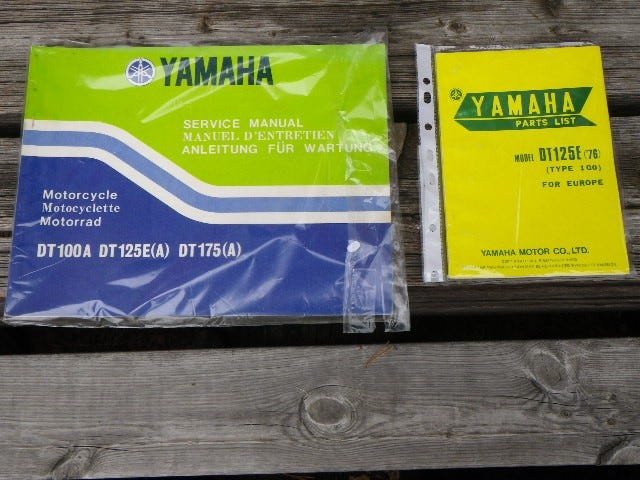 YAMAHA
SERVICE MANUAL
MANUEL D'ENTRETIEN
ANLEITUNG FÜR WARTUNG
Motorcycle
Motocyclette
Motorrad
DT100A DT125E(A) DT175(A)
YAMAHA
PARTS LIST
MODEL DT125E('76)
(TYPE 1G0)
FOR EUROPE
YAMAHA MOTOR CO., LTD.